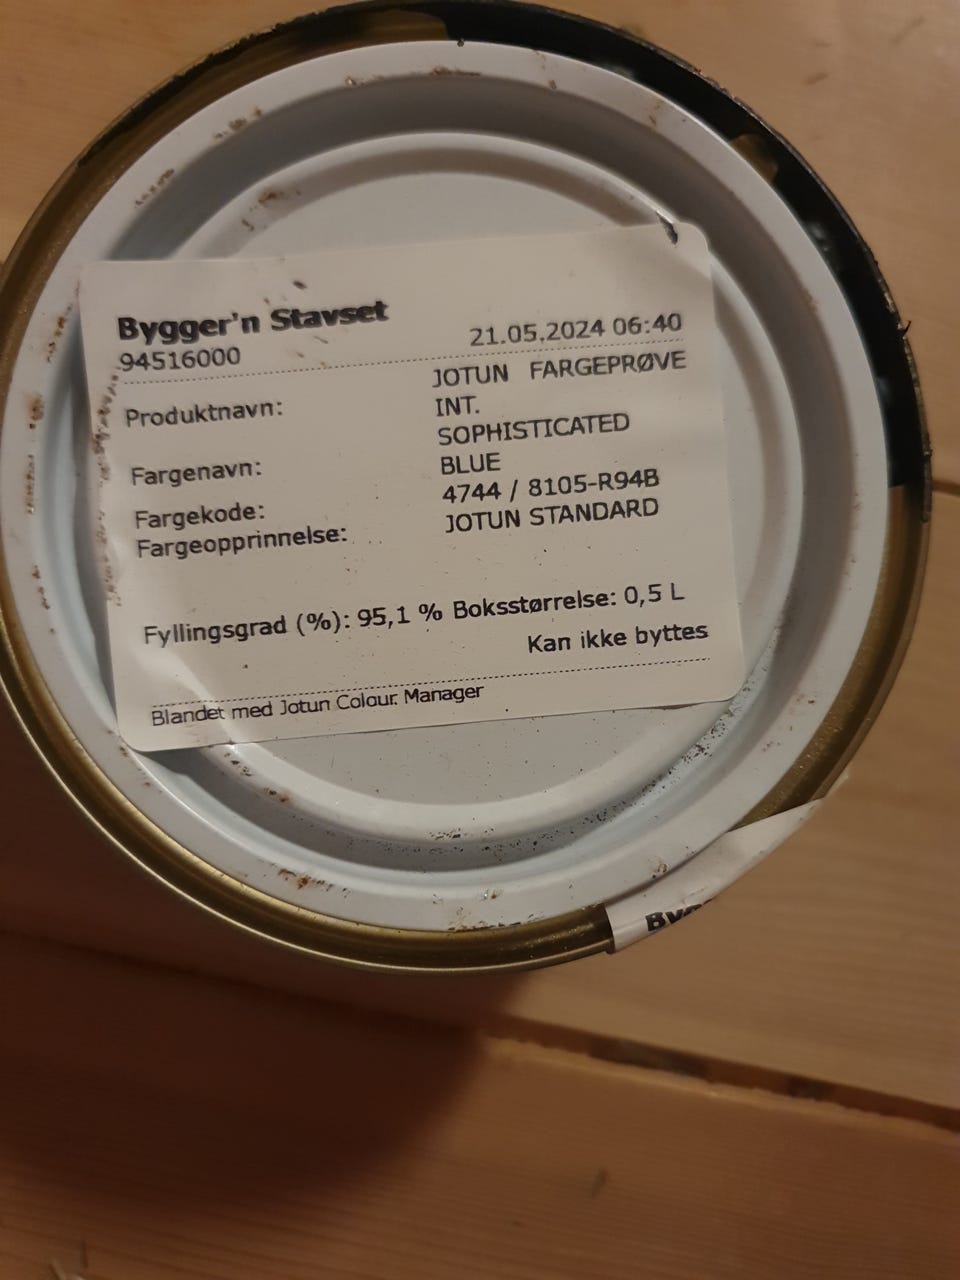 Bygger'n Stavset
94516000 21.05.2024 06:40
Produktnavn: JOTUN FARGEPRØVE
INT.
Fargenavn: SOPHISTICATED
BLUE
Fargekode: 4744 / 8105-R94B
Fargeopprinnelse: JOTUN STANDARD
Fyllingsgrad (%): 95,1 % Boksstørrelse: 0,5 L
Kan ikke byttes
Blandet med Jotun Colour Manager